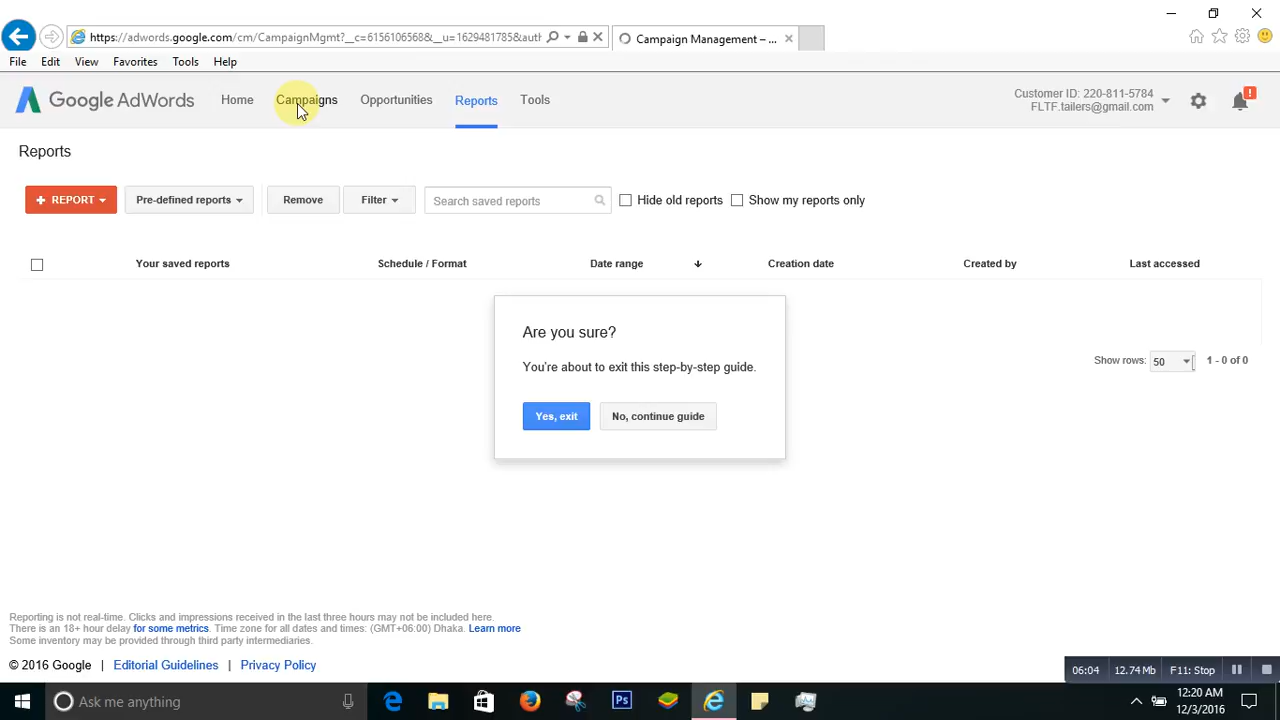 https://adwords.google.com/cm/CampaignMgmt?__c=6156106568&__u=1629481785&auth
Campaign Management – ...
File Edit View Favorites Tools Help
Google AdWords Home Campaigns Opportunities Reports Tools
Customer ID: 220-811-5784
FLTF.tailers@gmail.com
!
Reports
+ REPORT Pre-defined reports Remove Filter Search saved reports Hide old reports Show my reports only
Your saved reports Schedule / Format Date range Creation date Created by Last accessed
Are you sure?
You're about to exit this step-by-step guide.
Show rows: 50 1 - 0 of 0
Yes, exit No, continue guide
Reporting is not real-time. Clicks and impressions received in the last three hours may not be included here.
There is an 18+ hour delay for some metrics. Time zone for all dates and times: (GMT+06:00) Dhaka. Learn more
Some inventory may be provided through third party intermediaries.
© 2016 Google | Editorial Guidelines | Privacy Policy
06:04 12.74 MB F11: Stop
Ask me anything
Ps
12:20 AM
12/3/2016